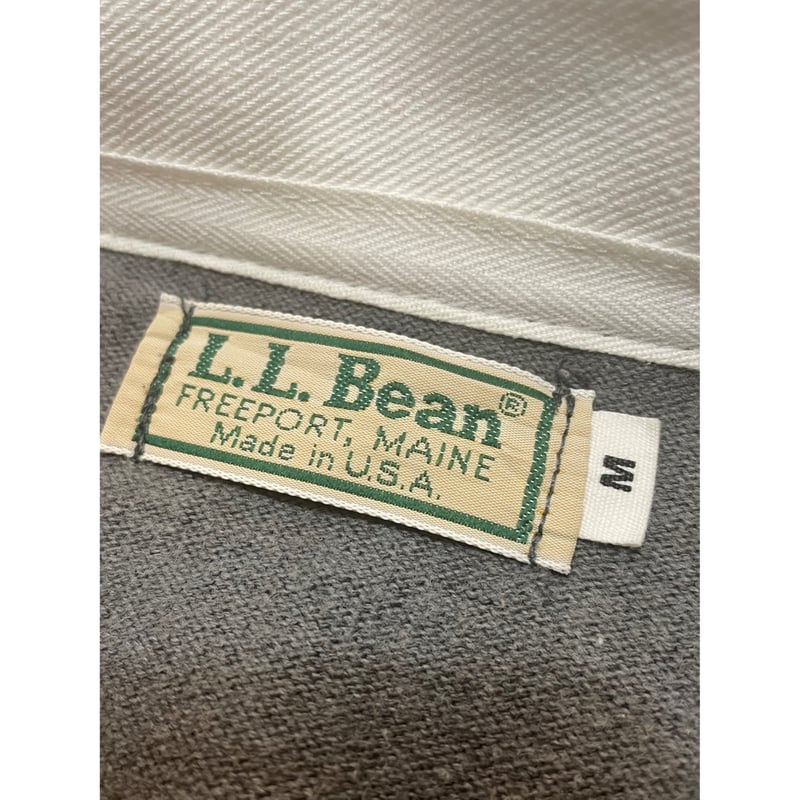 L.L. Bean®
FREEPORT, MAINE
Made in U.S.A.
M